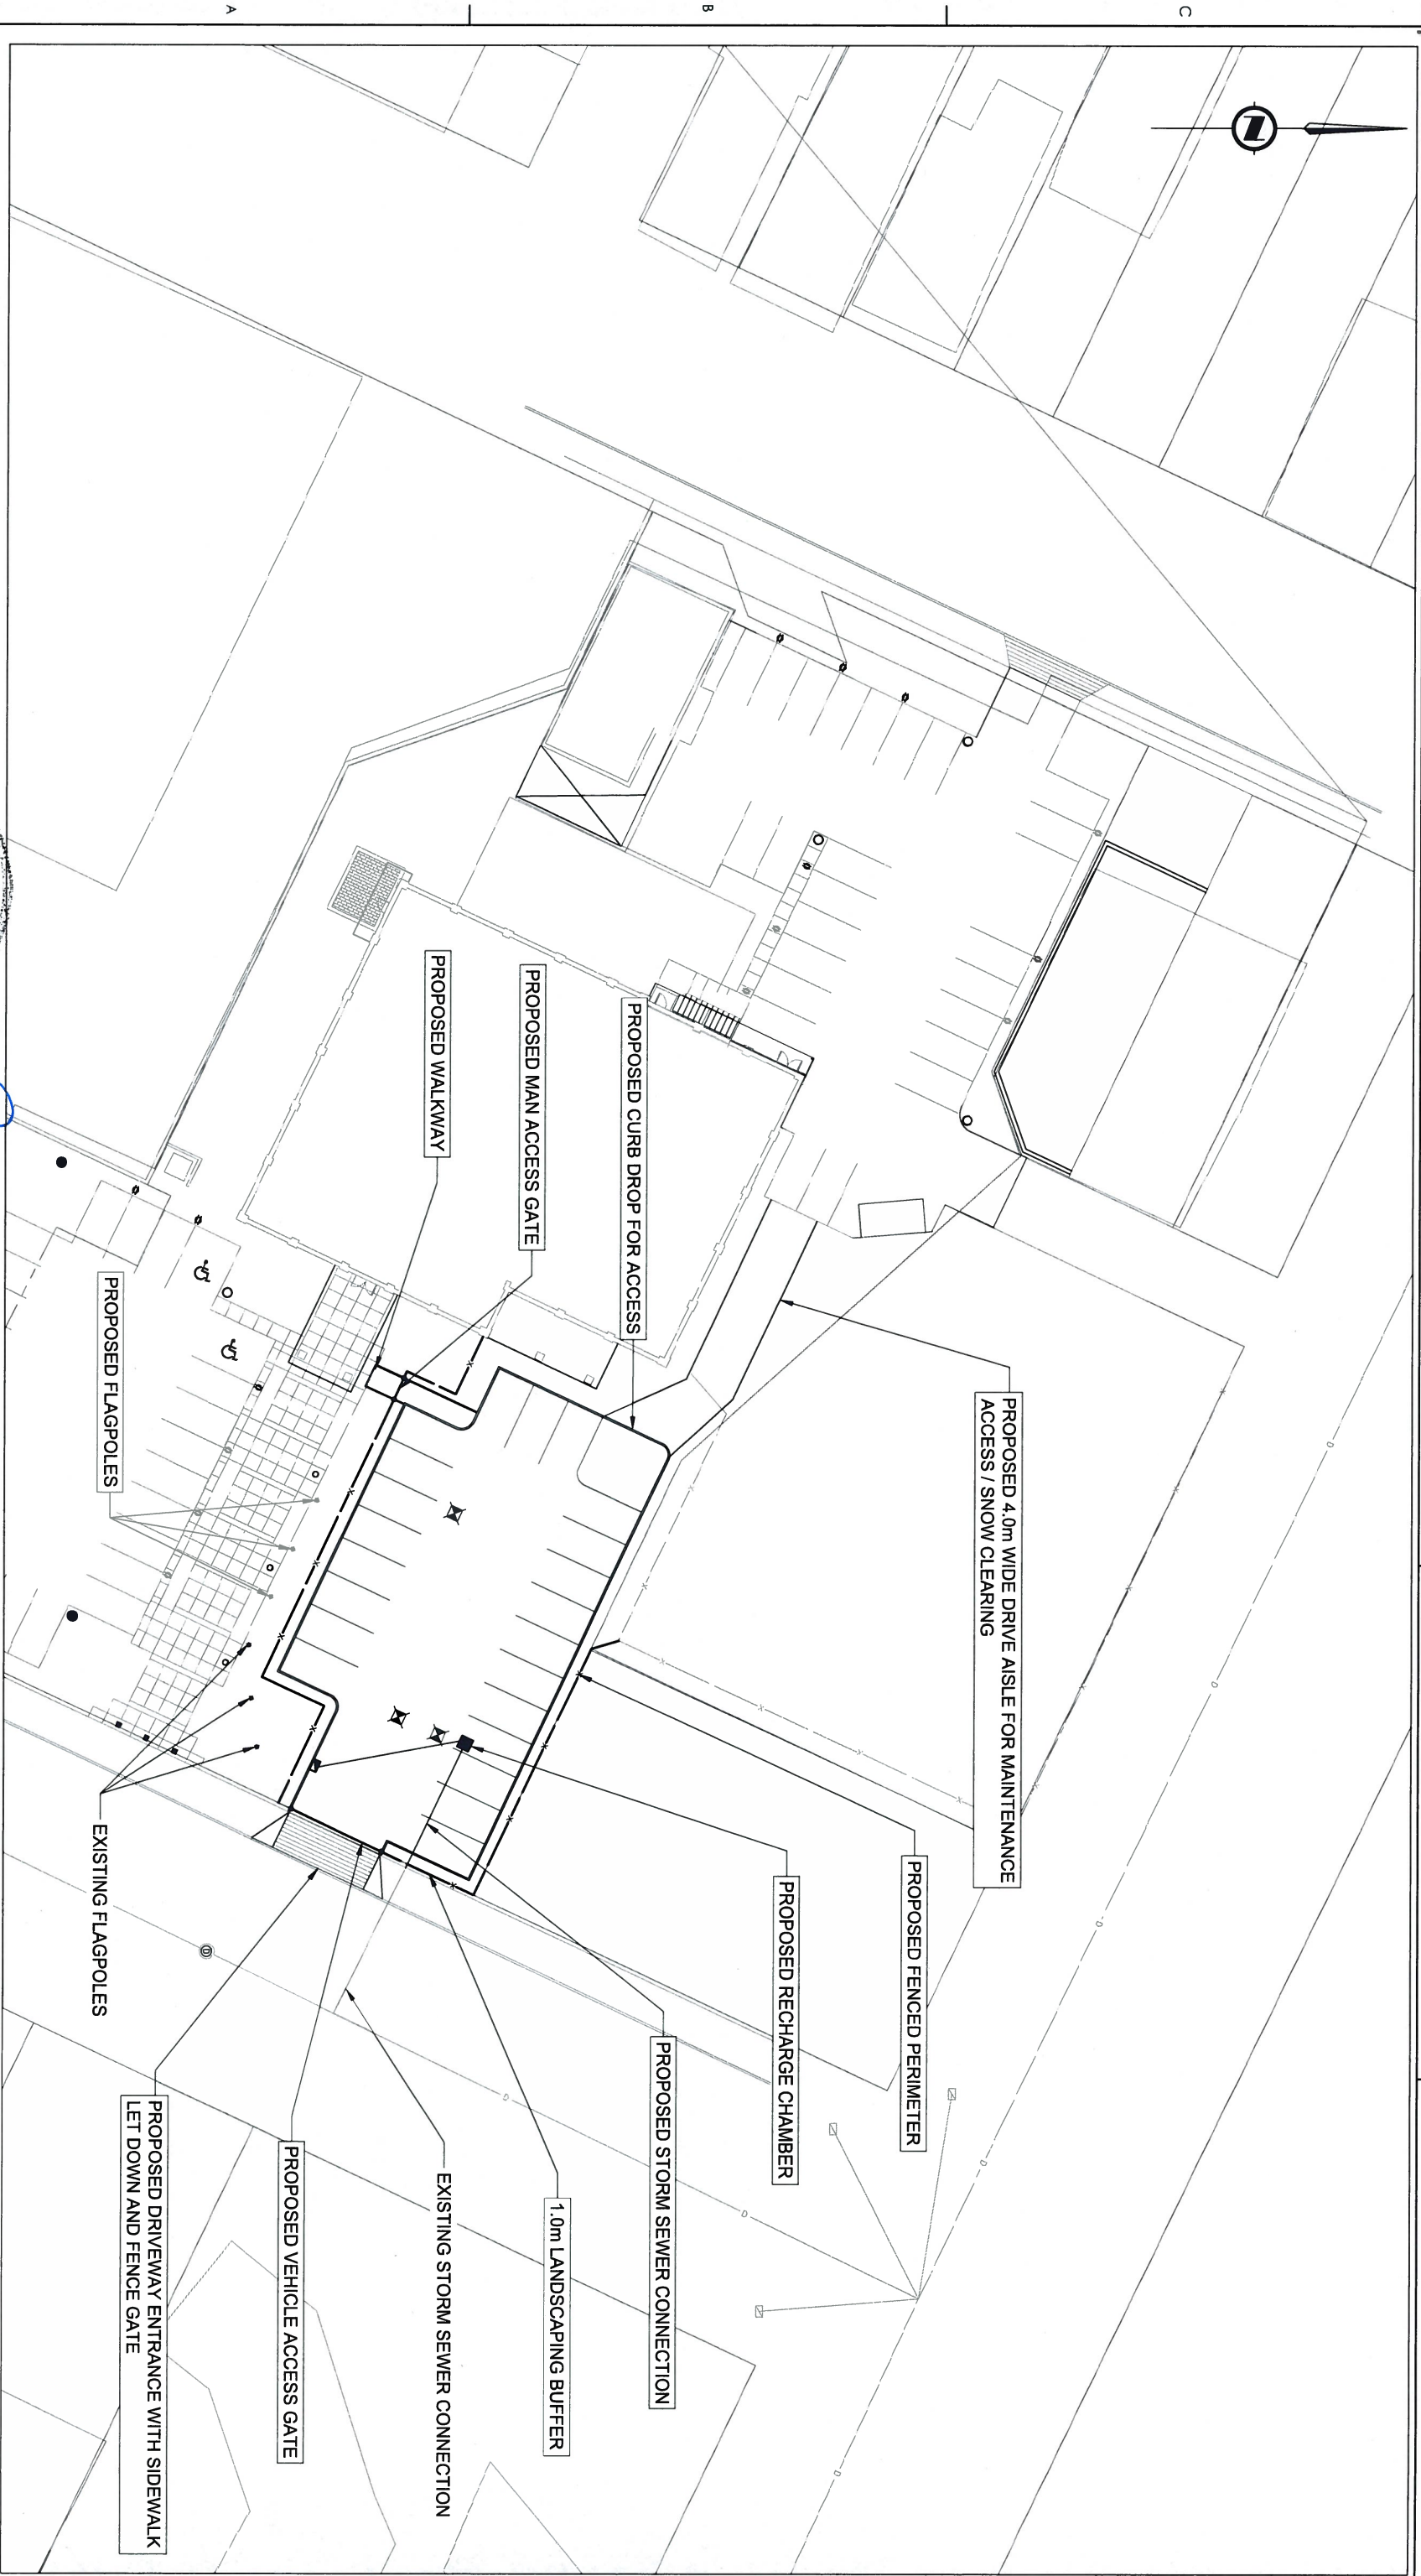 A
B
C
N
PROPOSED 4.0m WIDE DRIVE AISLE FOR MAINTENANCE
ACCESS / SNOW CLEARING
PROPOSED FENCED PERIMETER
PROPOSED RECHARGE CHAMBER
PROPOSED STORM SEWER CONNECTION
1.0m LANDSCAPING BUFFER
EXISTING STORM SEWER CONNECTION
PROPOSED VEHICLE ACCESS GATE
PROPOSED DRIVEWAY ENTRANCE WITH SIDEWALK
LET DOWN AND FENCE GATE
PROPOSED CURB DROP FOR ACCESS
PROPOSED MAN ACCESS GATE
PROPOSED WALKWAY
PROPOSED FLAGPOLES
EXISTING FLAGPOLES